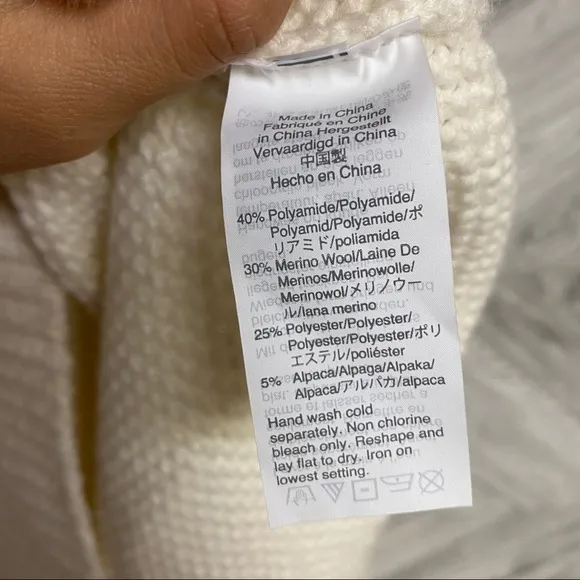 Made in China
Fabriqué en Chine
in China Hergestellt
Vervaardigd in China
中国製
Hecho en China
40% Polyamide/Polyamide/
Polyamid/Polyamide/ポ
リアミド/poliamida
30% Merino Wool/Laine De
Merinos/Merinowolle/
Merinowol/メリノウー
ル/lana merino
25% Polyester/Polyester/
Polyester/Polyester/ポリ
エステル/poliéster
5% Alpaca/Alpaga/Alpaka/
Alpaca/アルパカ/alpaca
Hand wash cold
separately. Non chlorine
bleach only. Reshape and
lay flat to dry. Iron on
lowest setting.